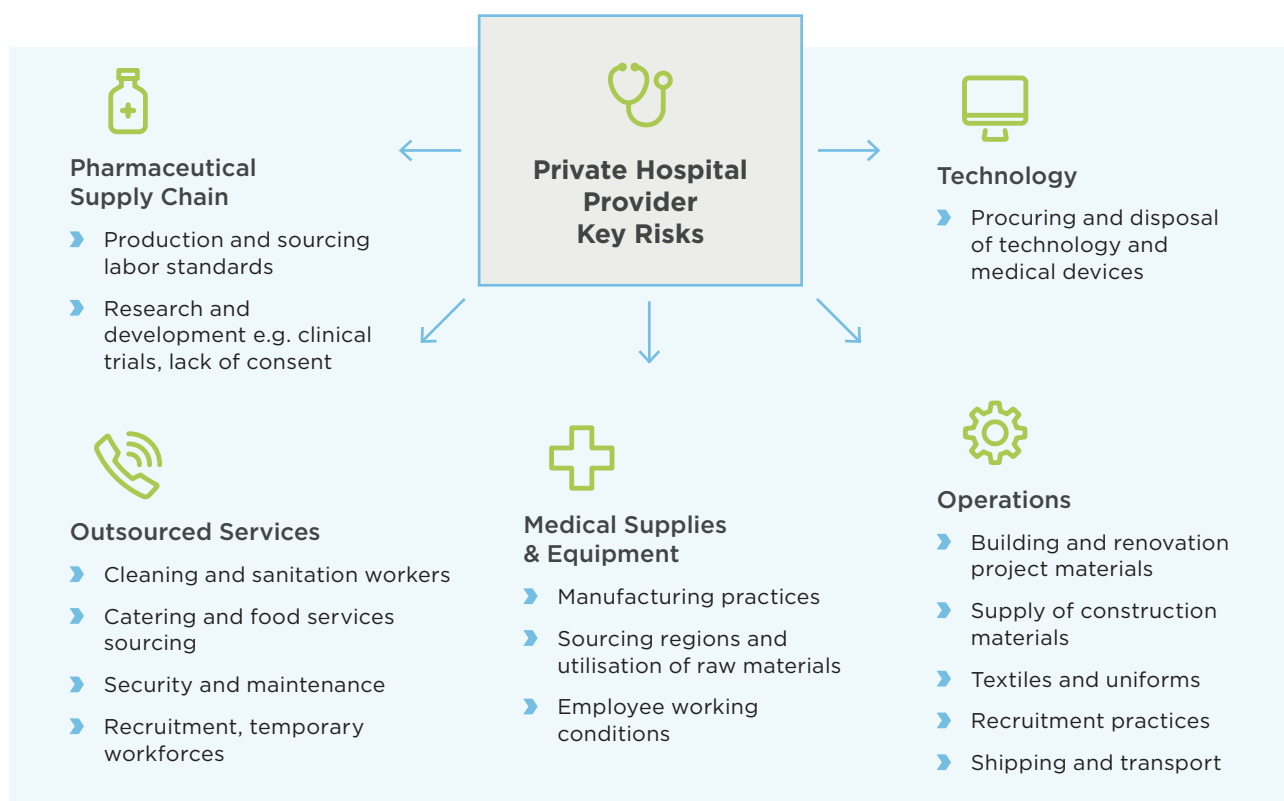 Private Hospital
Provider
Key Risks
Pharmaceutical
Supply Chain
Production and sourcing
labor standards
Research and
development e.g. clinical
trials, lack of consent
Technology
Procuring and disposal
of technology and
medical devices
Outsourced Services
Cleaning and sanitation workers
Catering and food services
sourcing
Security and maintenance
Recruitment, temporary
workforces
Medical Supplies
& Equipment
Manufacturing practices
Sourcing regions and
utilisation of raw materials
Employee working
conditions
Operations
Building and renovation
project materials
Supply of construction
materials
Textiles and uniforms
Recruitment practices
Shipping and transport